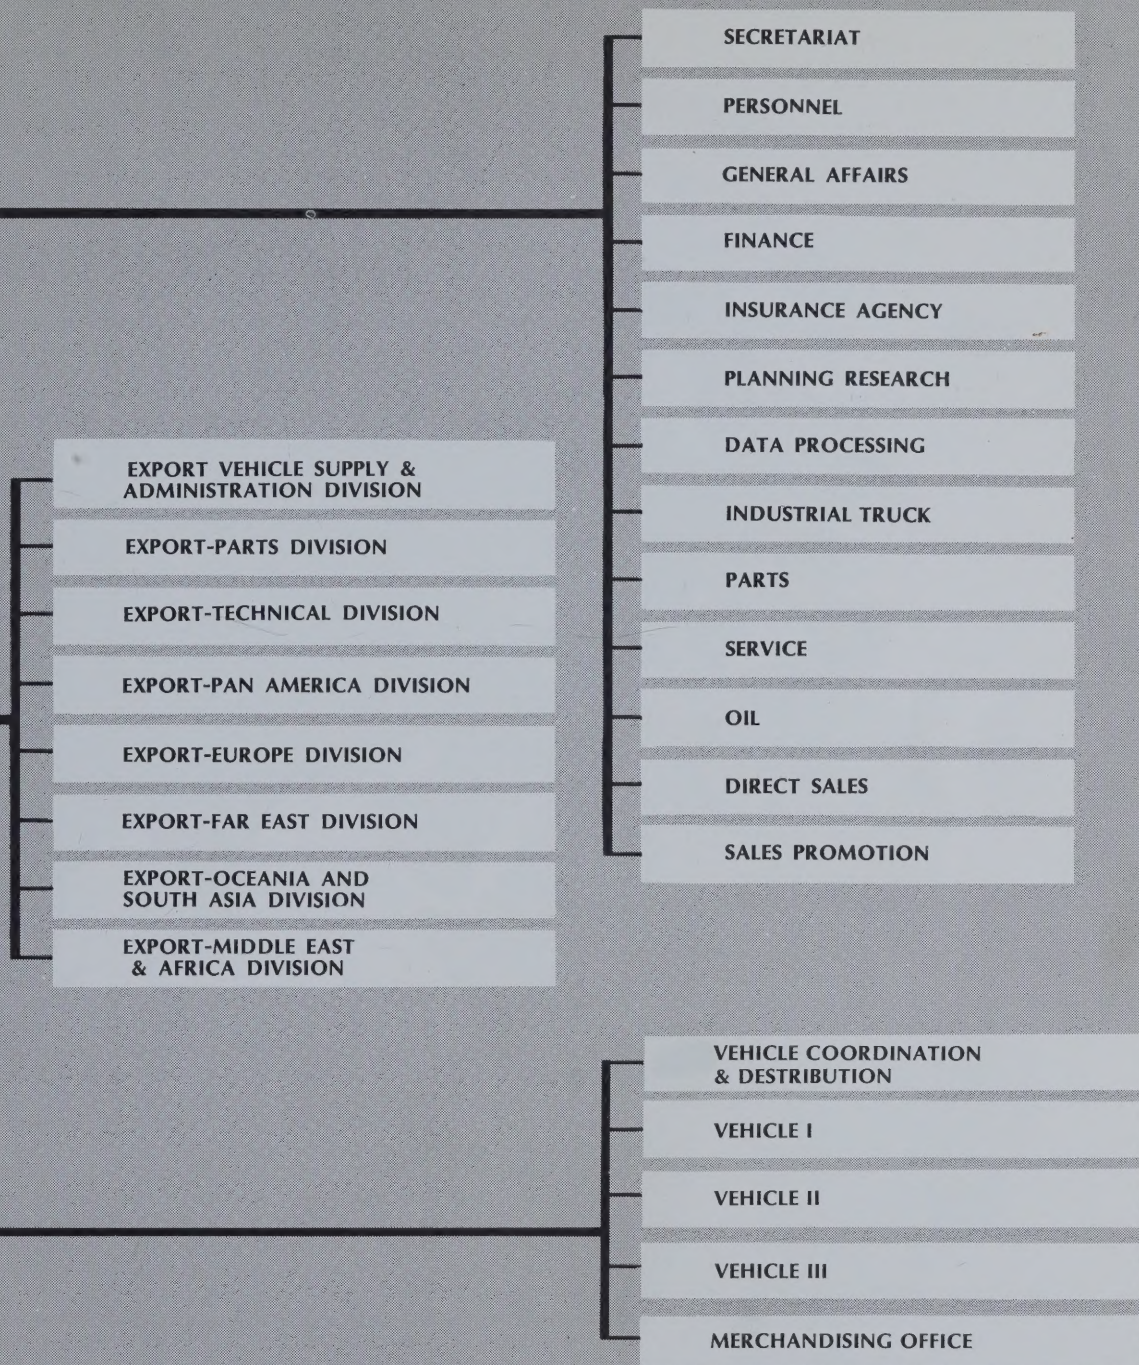 SECRETARIAT
PERSONNEL
GENERAL AFFAIRS
FINANCE
INSURANCE AGENCY
PLANNING RESEARCH
DATA PROCESSING
INDUSTRIAL TRUCK
PARTS
SERVICE
OIL
DIRECT SALES
SALES PROMOTION
EXPORT VEHICLE SUPPLY &
ADMINISTRATION DIVISION
EXPORT-PARTS DIVISION
EXPORT-TECHNICAL DIVISION
EXPORT-PAN AMERICA DIVISION
EXPORT-EUROPE DIVISION
EXPORT-FAR EAST DIVISION
EXPORT-OCEANIA AND
SOUTH ASIA DIVISION
EXPORT-MIDDLE EAST
& AFRICA DIVISION
VEHICLE COORDINATION
& DESTRIBUTION
VEHICLE I
VEHICLE II
VEHICLE III
MERCHANDISING OFFICE